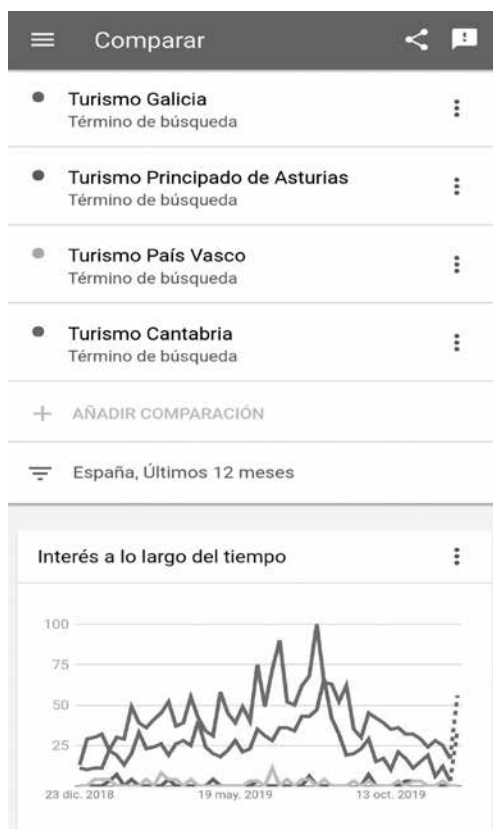 Comparar
Turismo Galicia
Término de búsqueda
Turismo Principado de Asturias
Término de búsqueda
Turismo País Vasco
Término de búsqueda
Turismo Cantabria
Término de búsqueda
+ AÑADIR COMPARACIÓN
España, Últimos 12 meses
Interés a lo largo del tiempo
100
75
50
25
23 dic. 2018 19 may. 2019 13 oct. 2019